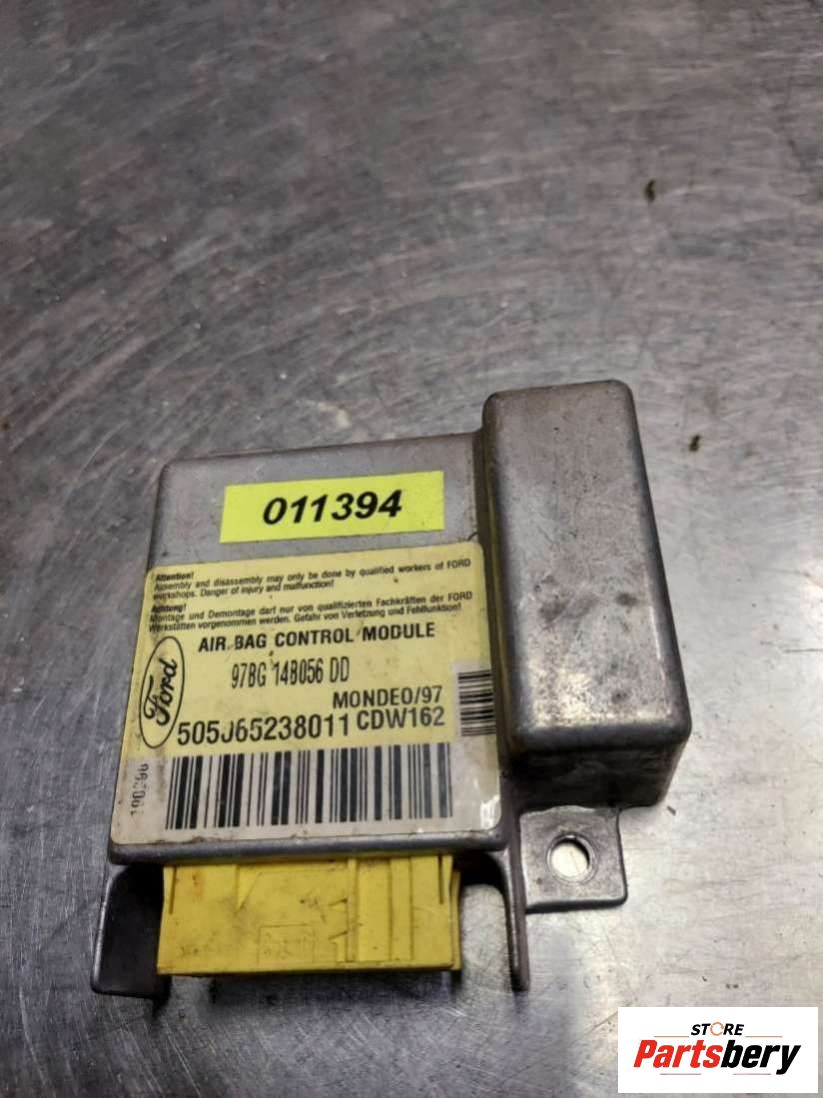 011394
Attention!
Assembly and disassembly may only be done by qualified workers of FORD
workshops. Danger of injury and malfunction!
Achtung!
Montage und Demontage darf nur von qualifizierten Fachkräften der FORD
Werkstätten vorgenommen werden. Gefahr von Verletzung und Fehlfunktion!
AIR BAG CONTROL MODULE
97BG 14B056 DD
Ford
MONDEO/97
CDW162
STORE
Partsbery